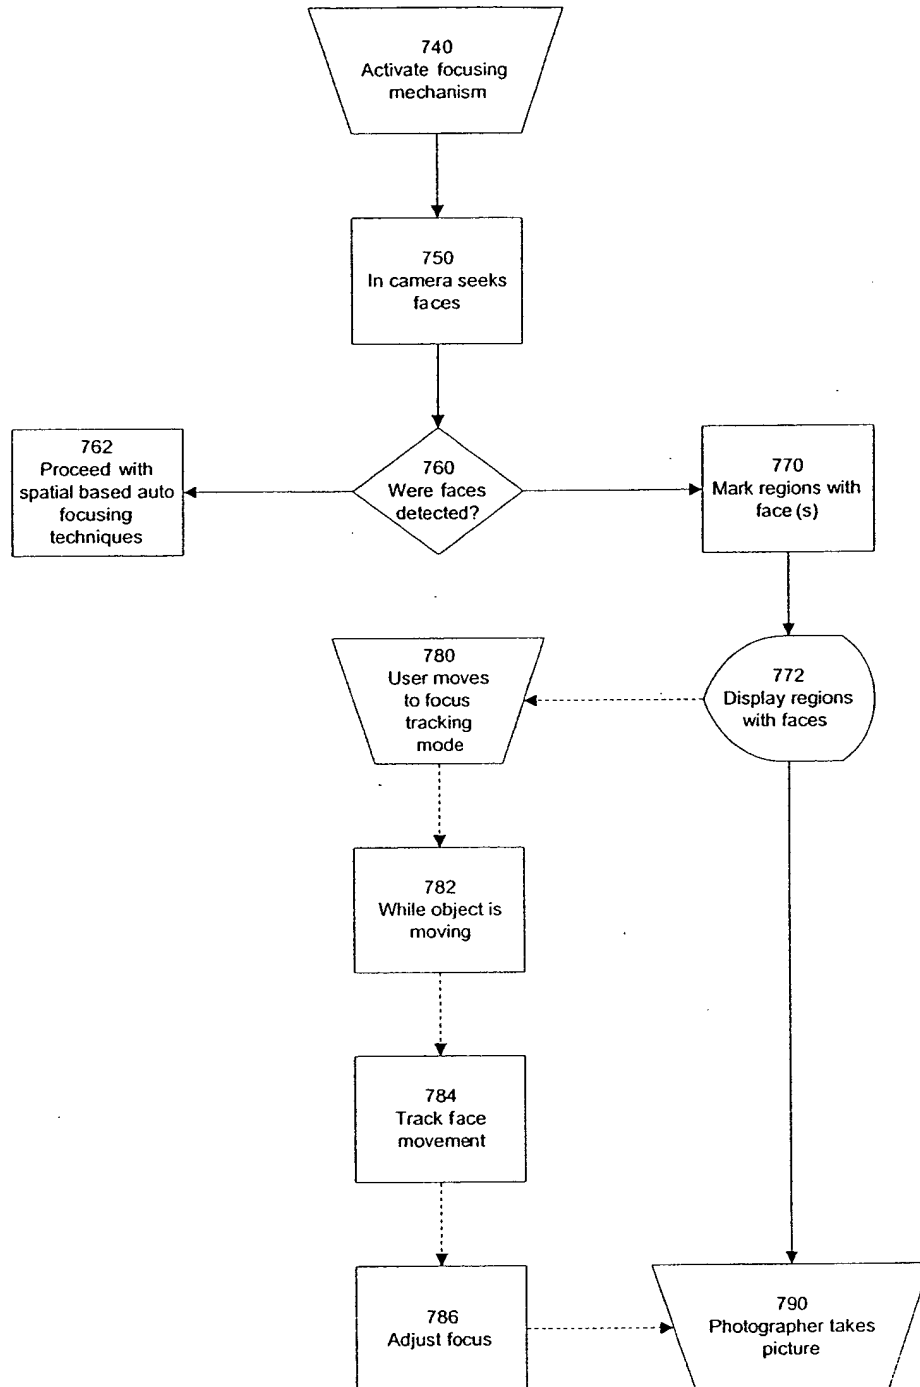 740
Activate focusing
mechanism
750
In camera seeks
faces
762
Proceed with
spatial based auto
focusing
techniques
760
Were faces
detected?
770
Mark regions with
face(s)
780
User moves
to focus
tracking
mode
772
Display regions
with faces
782
While object is
moving
784
Track face
movement
786
Adjust focus
790
Photographer takes
picture